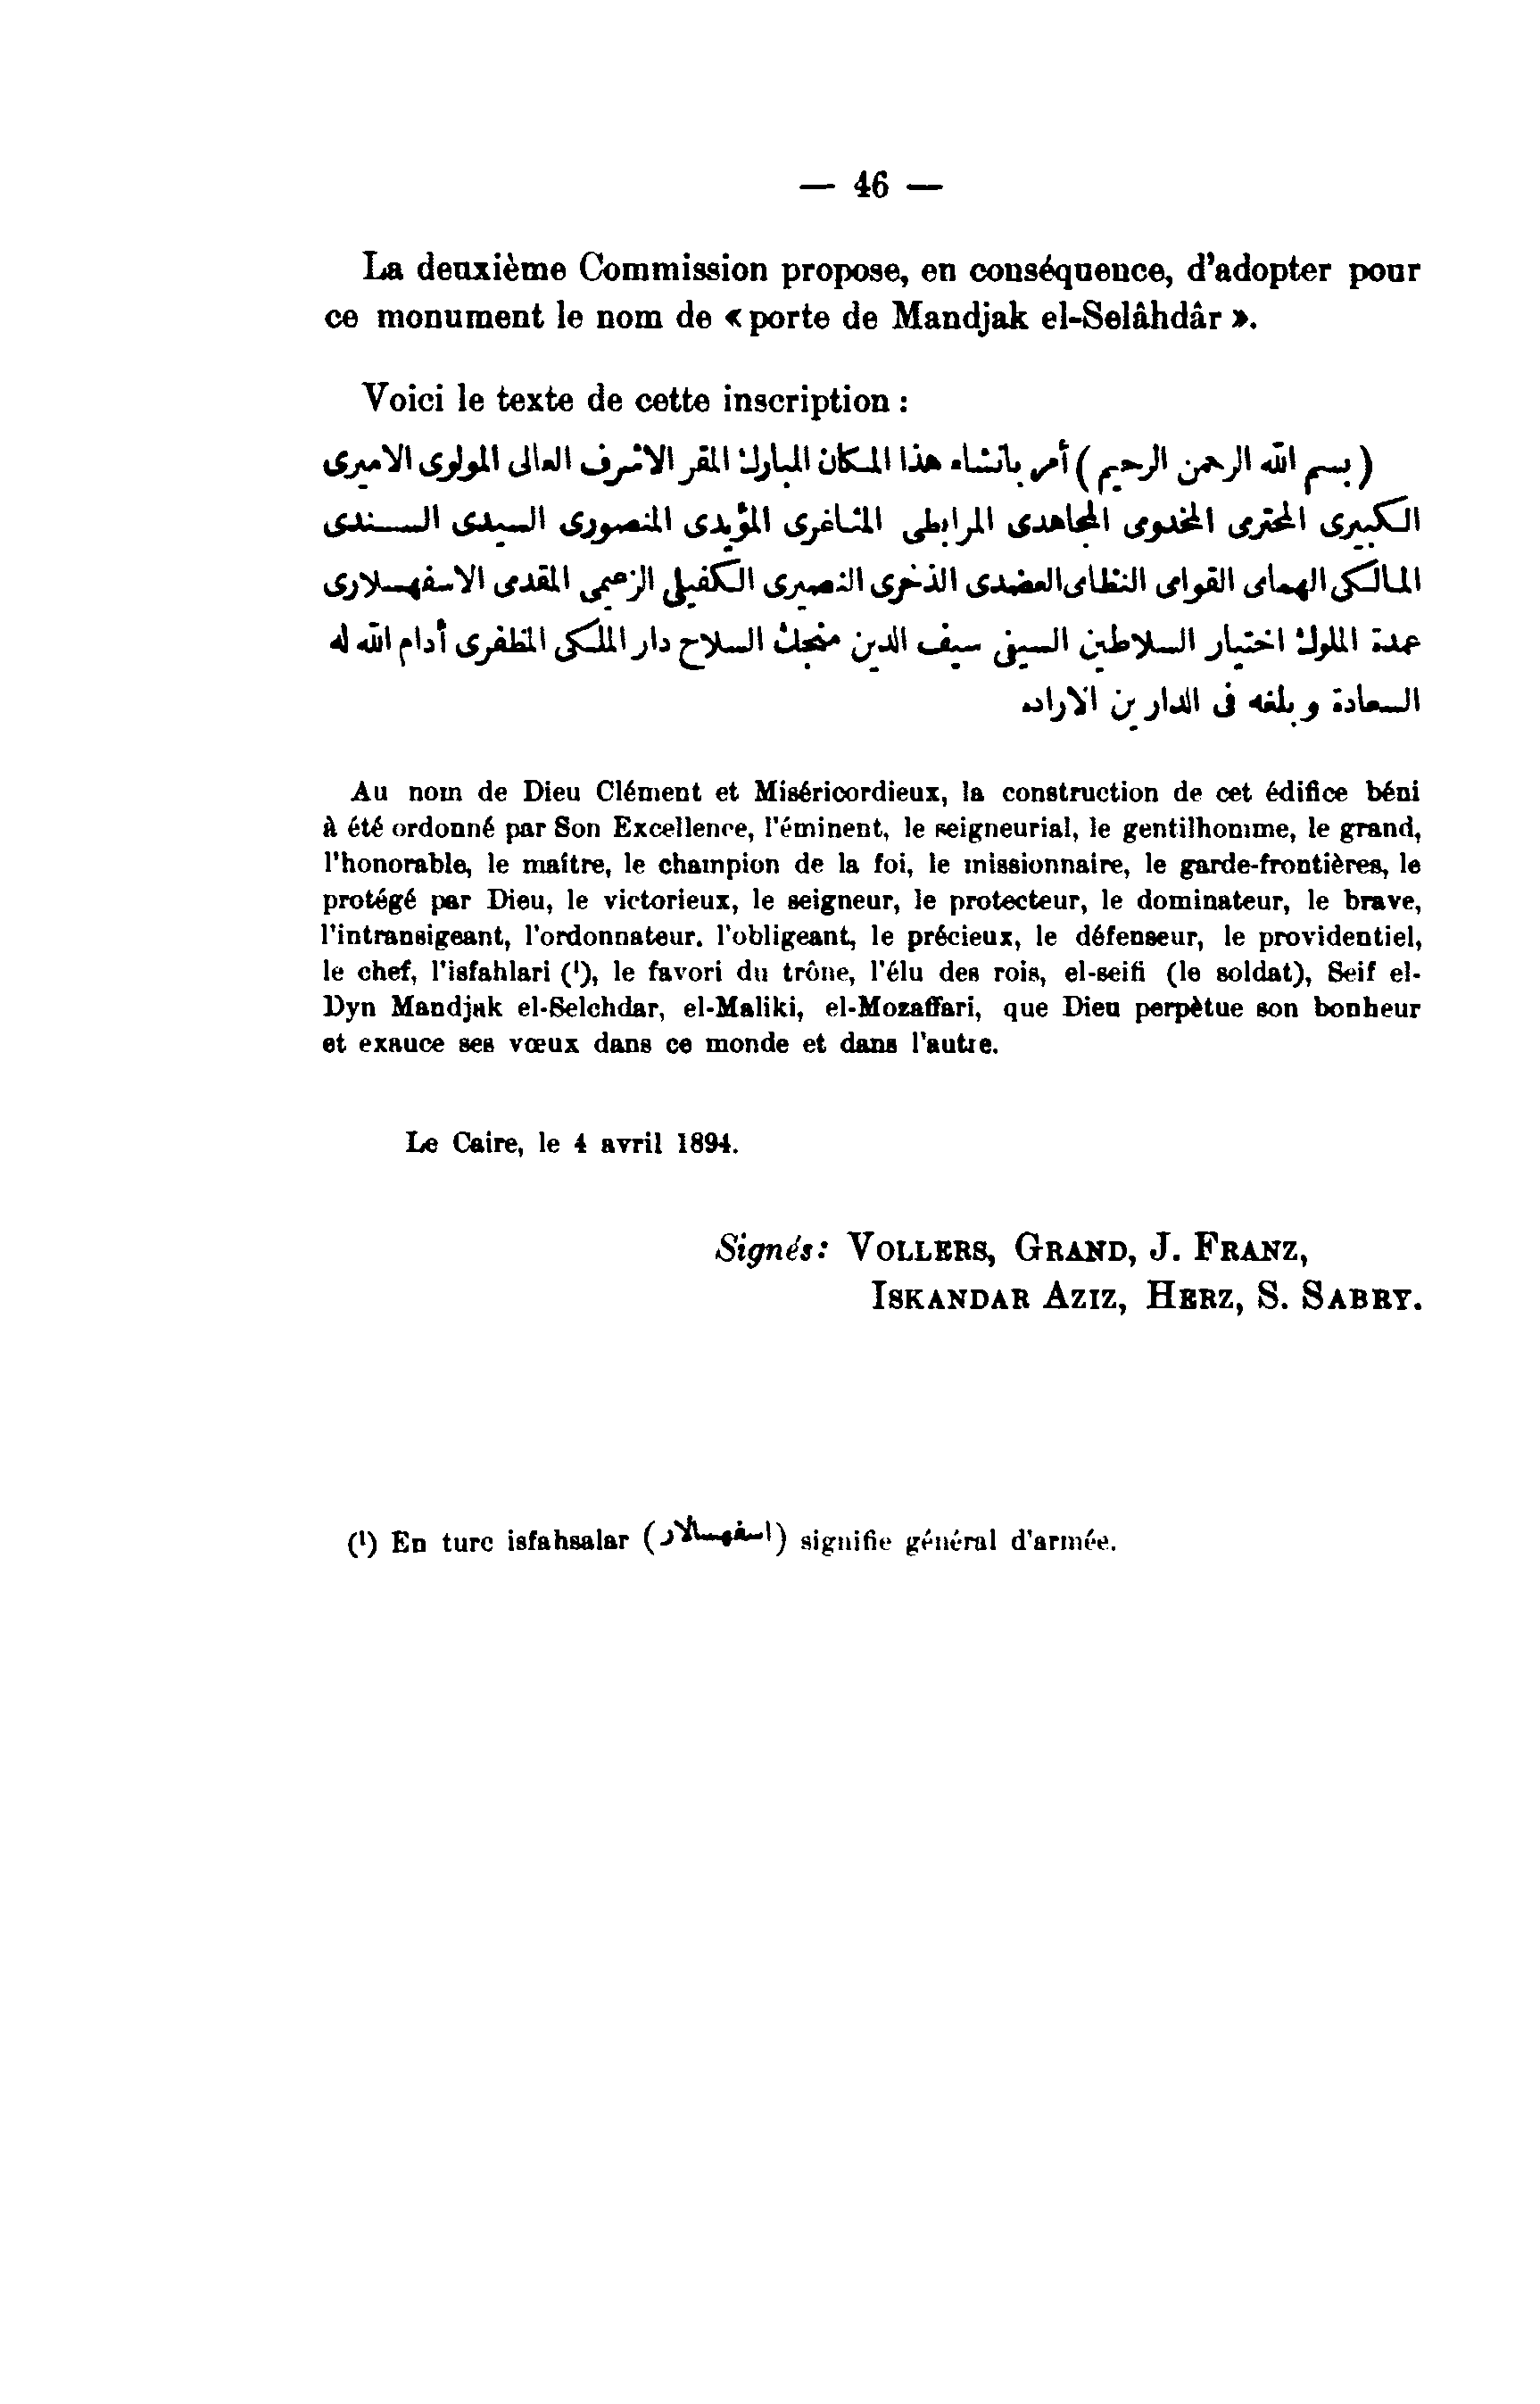 — 46 —
La deuxième Commission propose, en conséquence, d'adopter pour
ce monument le nom de « porte de Mandjak el-Selâhdâr ».
Voici le texte de cette inscription :
( بسم الله الرحمن الرحيم ) أمر بانشاء هذا المكان المبارك المقر الاشرف العالى المولوى الاميرى
الكبيرى المحترى المخدوى المجاهدى المرابطى المثاغرى المؤيدى المنصورى السيدى السندى
المالكى الهماى القواى النظاى العضدى الذخرى النصيرى الكفيلى الزعيمى المقدى الاسفهسلارى
عمدة الملوك اختيار السلاطين السيفى سيف الدين منجك السلاح دار الملكى المظفرى أدام الله له
السعادة وبلغه فى الدارين الاراده
Au nom de Dieu Clément et Miséricordieux, la construction de cet édifice béni
à été ordonné par Son Excellence, l'éminent, le seigneurial, le gentilhomme, le grand,
l'honorable, le maître, le champion de la foi, le missionnaire, le garde-frontières, le
protégé par Dieu, le victorieux, le seigneur, le protecteur, le dominateur, le brave,
l'intransigeant, l'ordonnateur. l'obligeant, le précieux, le défenseur, le providentiel,
le chef, l'isfahlari (¹), le favori du trône, l'élu des rois, el-seifi (le soldat), Seif el-
Dyn Mandjak el-Selchdar, el-Maliki, el-Mozaffari, que Dieu perpètue son bonheur
et exauce ses vœux dans ce monde et dans l'autre.
Le Caire, le 4 avril 1894.
Signés: VOLLERS, GRAND, J. FRANZ,
ISKANDAR AZIZ, HERZ, S. SABRY.
(¹) En turc isfahsalar (اسفهسلار) signifie général d'armée.